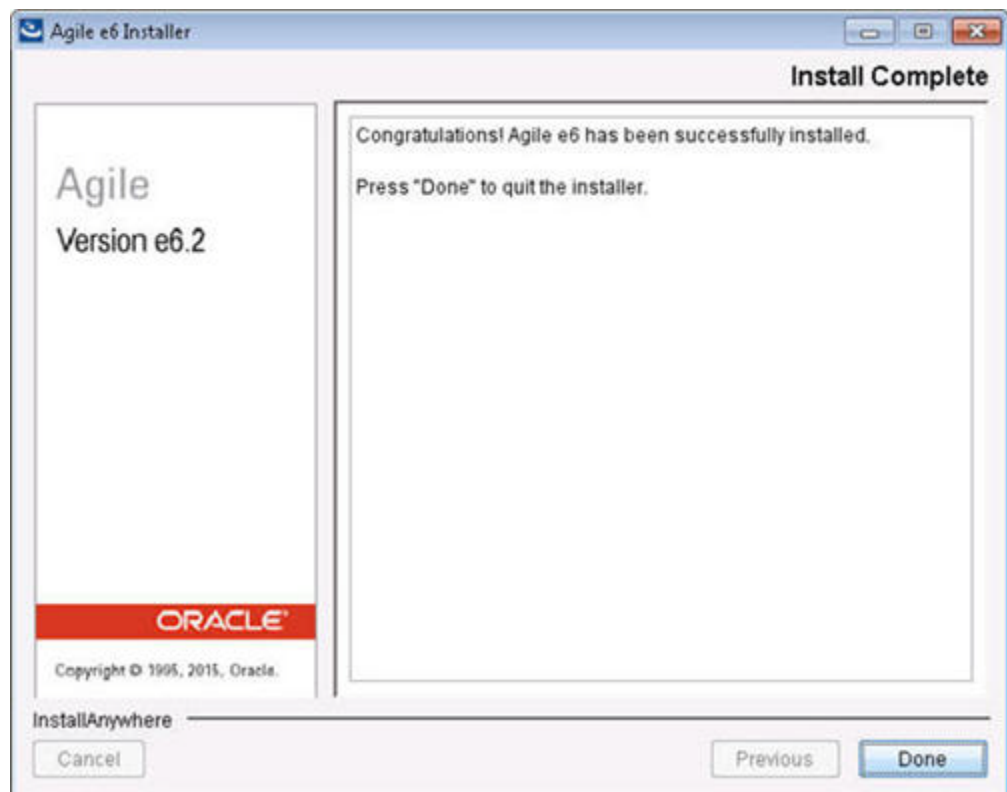 Agile e6 Installer
Install Complete
Agile
Version e6.2
ORACLE®
Copyright © 1995, 2015, Oracle.
Congratulations! Agile e6 has been successfully installed.
Press "Done" to quit the installer.
InstallAnywhere
Cancel
Previous
Done